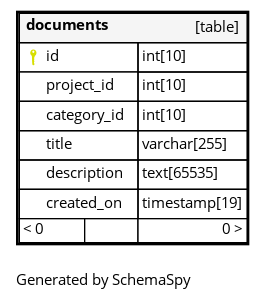 documents [table]
id int[10]
project_id int[10]
category_id int[10]
title varchar[255]
description text[65535]
created_on timestamp[19]
< 0 0 >
Generated by SchemaSpy